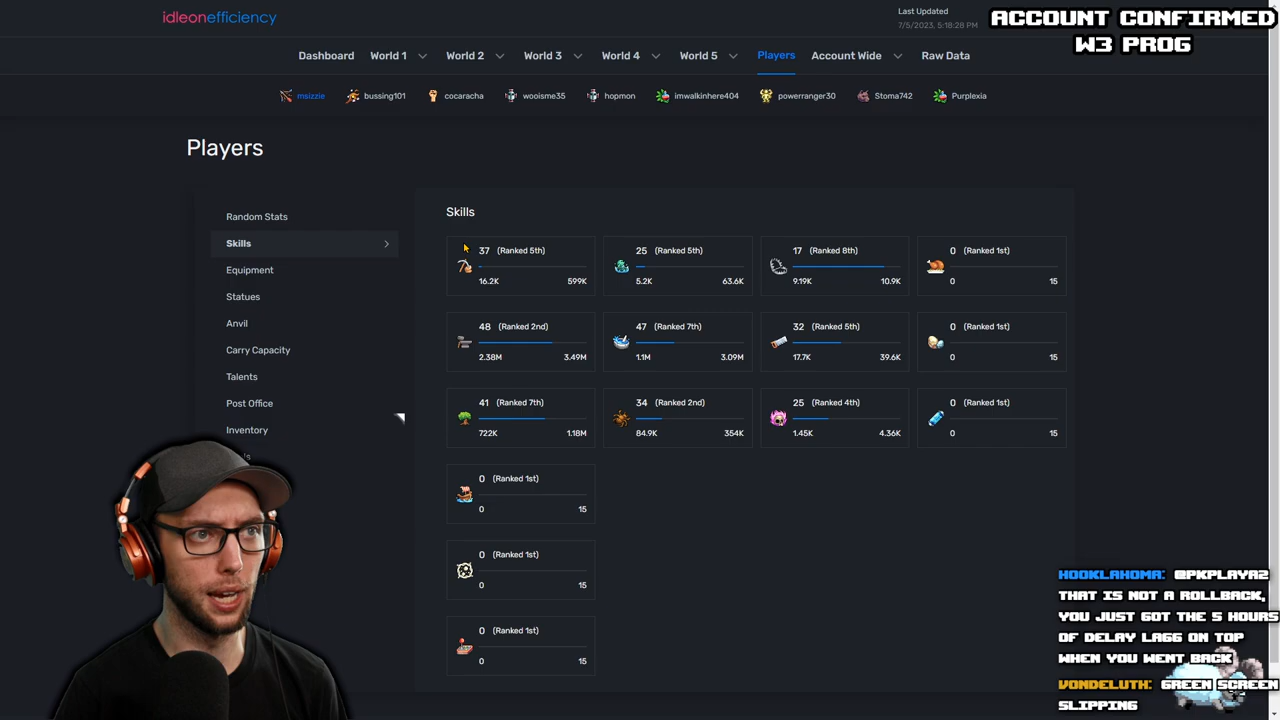 idleonefficiency
Last Updated
7/5/2023, 5:18:28 PM
ACCOUNT CONFIRMED
W3 PROG
Dashboard World 1 World 2 World 3 World 4 World 5 Players Account Wide Raw Data
msizzie bussing101 cocaracha wooisme35 hopmon imwalkinhere404 powerranger30 Stoma742 Purplexia
Players
Random Stats
Skills
Equipment
Statues
Anvil
Carry Capacity
Talents
Post Office
Inventory
Skills
37 (Ranked 5th) 25 (Ranked 5th) 17 (Ranked 8th) 0 (Ranked 1st)
16.2K 599K 5.2K 63.6K 9.19K 10.9K 0 15
48 (Ranked 2nd) 47 (Ranked 7th) 32 (Ranked 5th) 0 (Ranked 1st)
2.38M 3.49M 1.1M 3.09M 17.7K 39.6K 0 15
41 (Ranked 7th) 34 (Ranked 2nd) 25 (Ranked 4th) 0 (Ranked 1st)
722K 1.18M 84.9K 354K 1.45K 4.36K 0 15
0 (Ranked 1st)
0 15
0 (Ranked 1st)
0 15
0 (Ranked 1st)
0 15
HOOKLAHOMA: @PKPLAYA2
THAT IS NOT A ROLLBACK,
YOU JUST GOT THE 5 HOURS
OF DELAY LAGG ON TOP
WHEN YOU WENT BACK
VONDELUTH: GREEN SCREEN
SLIPPING